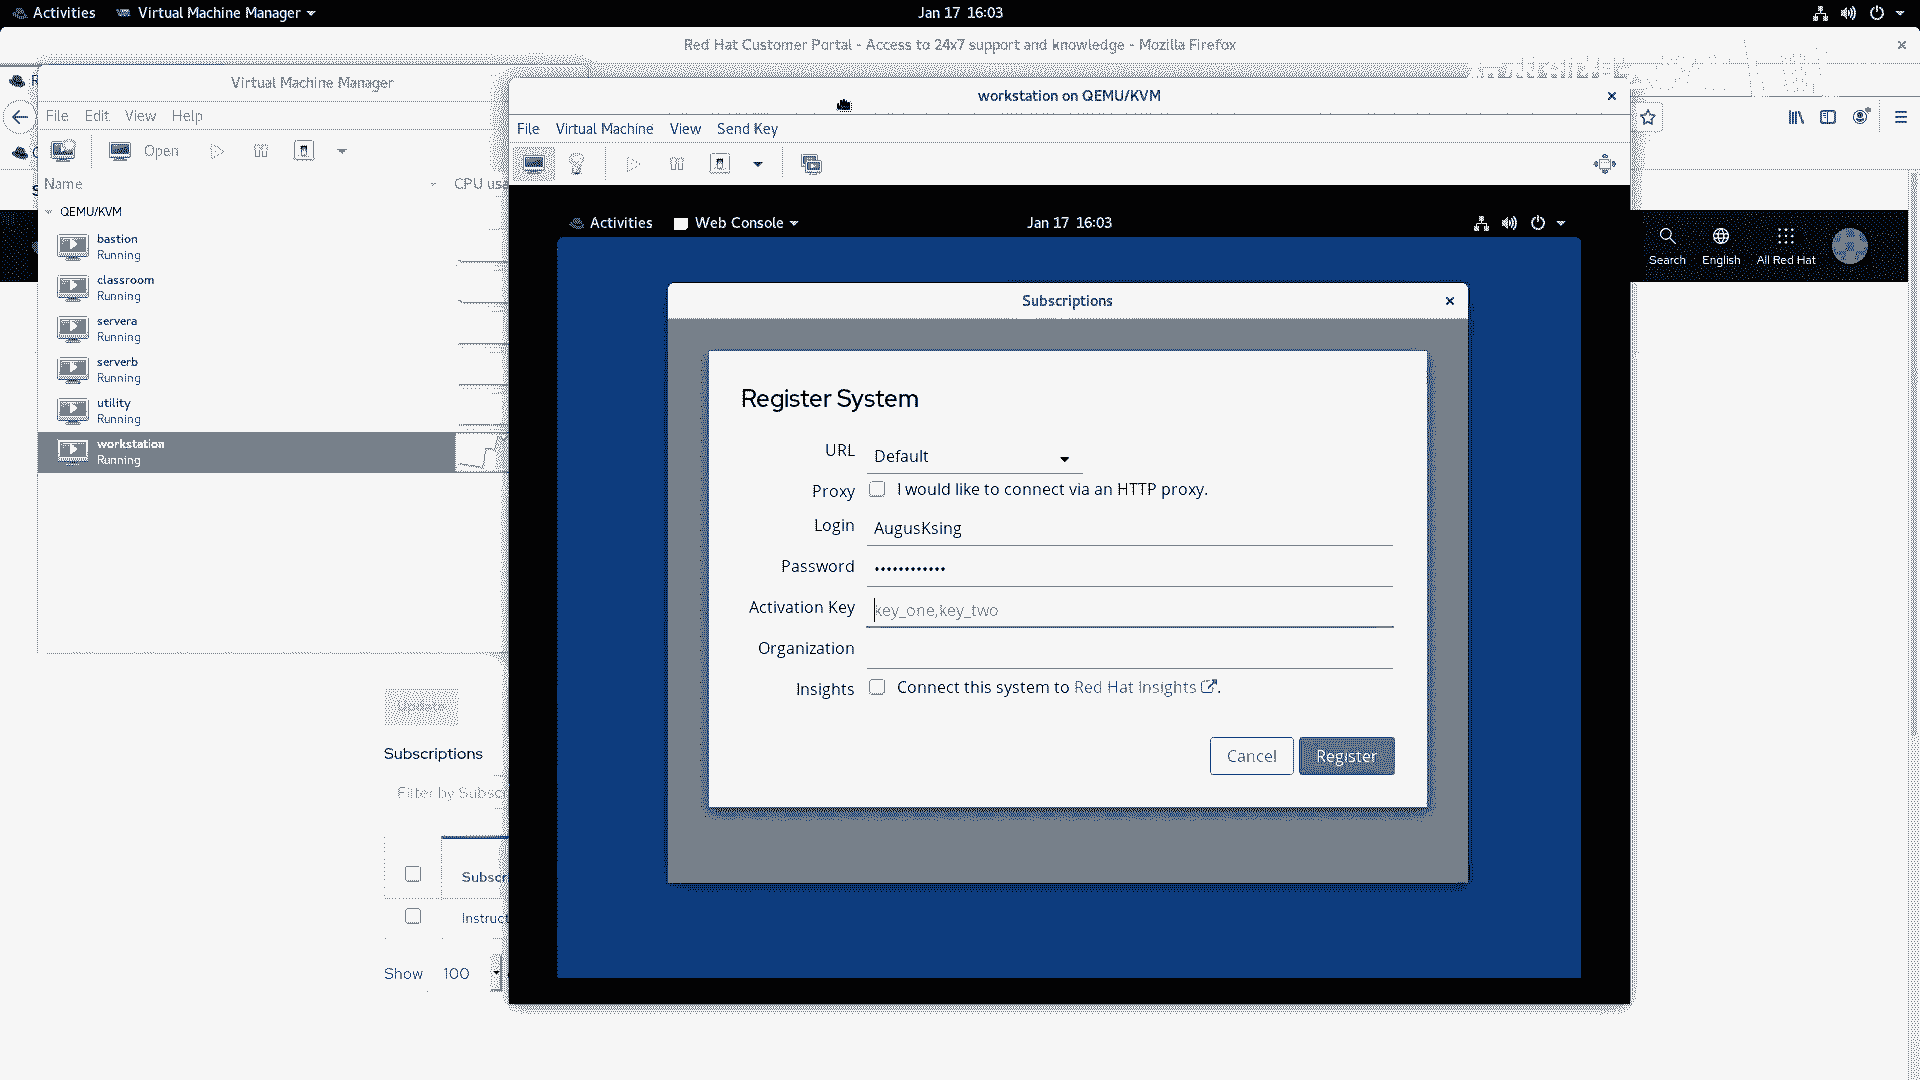 Activities Virtual Machine Manager Jan 17 16:03
Red Hat Customer Portal - Access to 24x7 support and knowledge - Mozilla Firefox
Virtual Machine Manager
File Edit View Help
Open
Name CPU usa
QEMU/KVM
bastion
Running
classroom
Running
servera
Running
serverb
Running
utility
Running
workstation
Running
workstation on QEMU/KVM
File Virtual Machine View Send Key
Activities Web Console Jan 17 16:03
Subscriptions
Register System
URL Default
Proxy I would like to connect via an HTTP proxy.
Login AugusKsing
Password ••••••••••••
Activation Key key_one,key_two
Organization
Insights Connect this system to Red Hat Insights.
Cancel Register
Search English All Red Hat
Update
Subscriptions
Filter by Subsc
Subscr
Instruct
Show 100